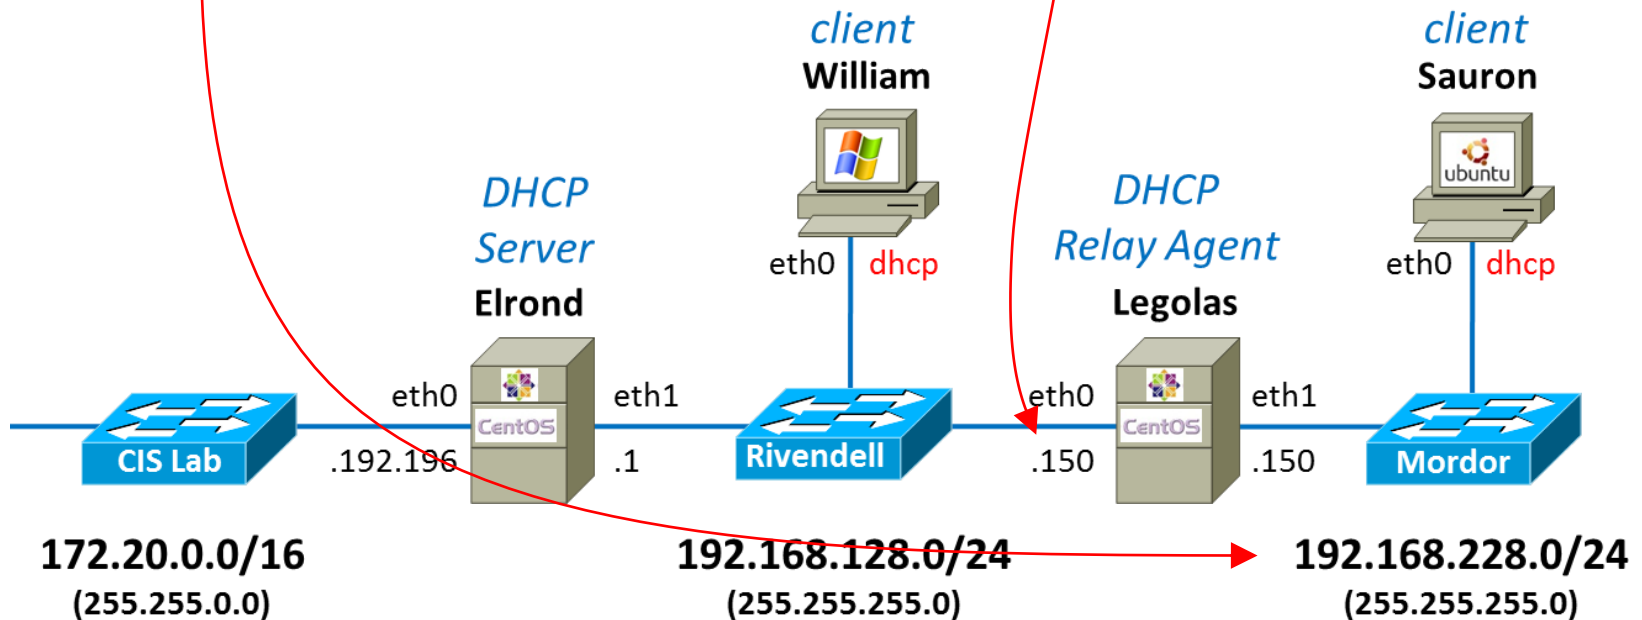 client
William
client
Sauron
ubuntu
DHCP
Server
Elrond
eth0 dhcp
DHCP
Relay Agent
Legolas
eth0 dhcp
eth0
CentOS
eth1
eth0
CentOS
eth1
CIS Lab
.192.196
.1
Rivendell
.150
.150
Mordor
172.20.0.0/16
(255.255.0.0)
192.168.128.0/24
(255.255.255.0)
192.168.228.0/24
(255.255.255.0)